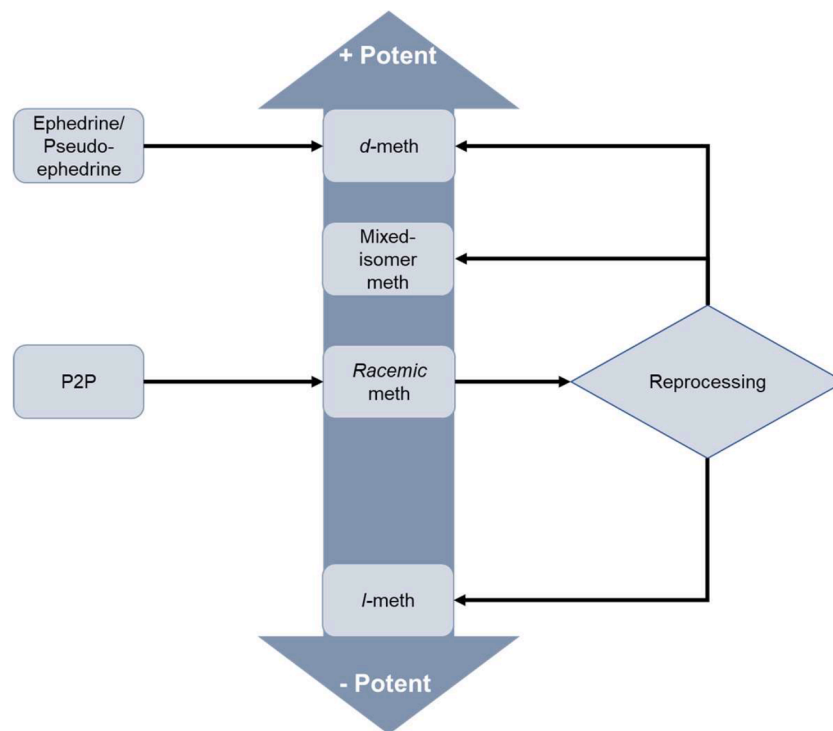 + Potent
Ephedrine/
Pseudo-
ephedrine
d-meth
Mixed-
isomer
meth
P2P
Racemic
meth
Reprocessing
l-meth
- Potent